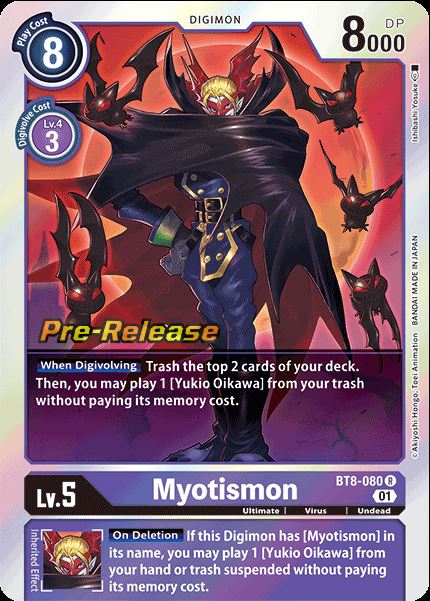 Play Cost
8
DIGIMON
DP
8000
Digivolve Cost
Lv.4
3
Ishibashi Yosuke
Pre-Release
When Digivolving Trash the top 2 cards of your deck.
Then, you may play 1 [Yukio Oikawa] from your trash
without paying its memory cost.
©Akiyoshi Hongo, Toei Animation BANDAI MADE IN JAPAN
Lv.5
Myotismon
BT8-080 R
01
Ultimate Virus Undead
Inherited Effect
On Deletion If this Digimon has [Myotismon] in
its name, you may play 1 [Yukio Oikawa] from
your hand or trash suspended without paying
its memory cost.